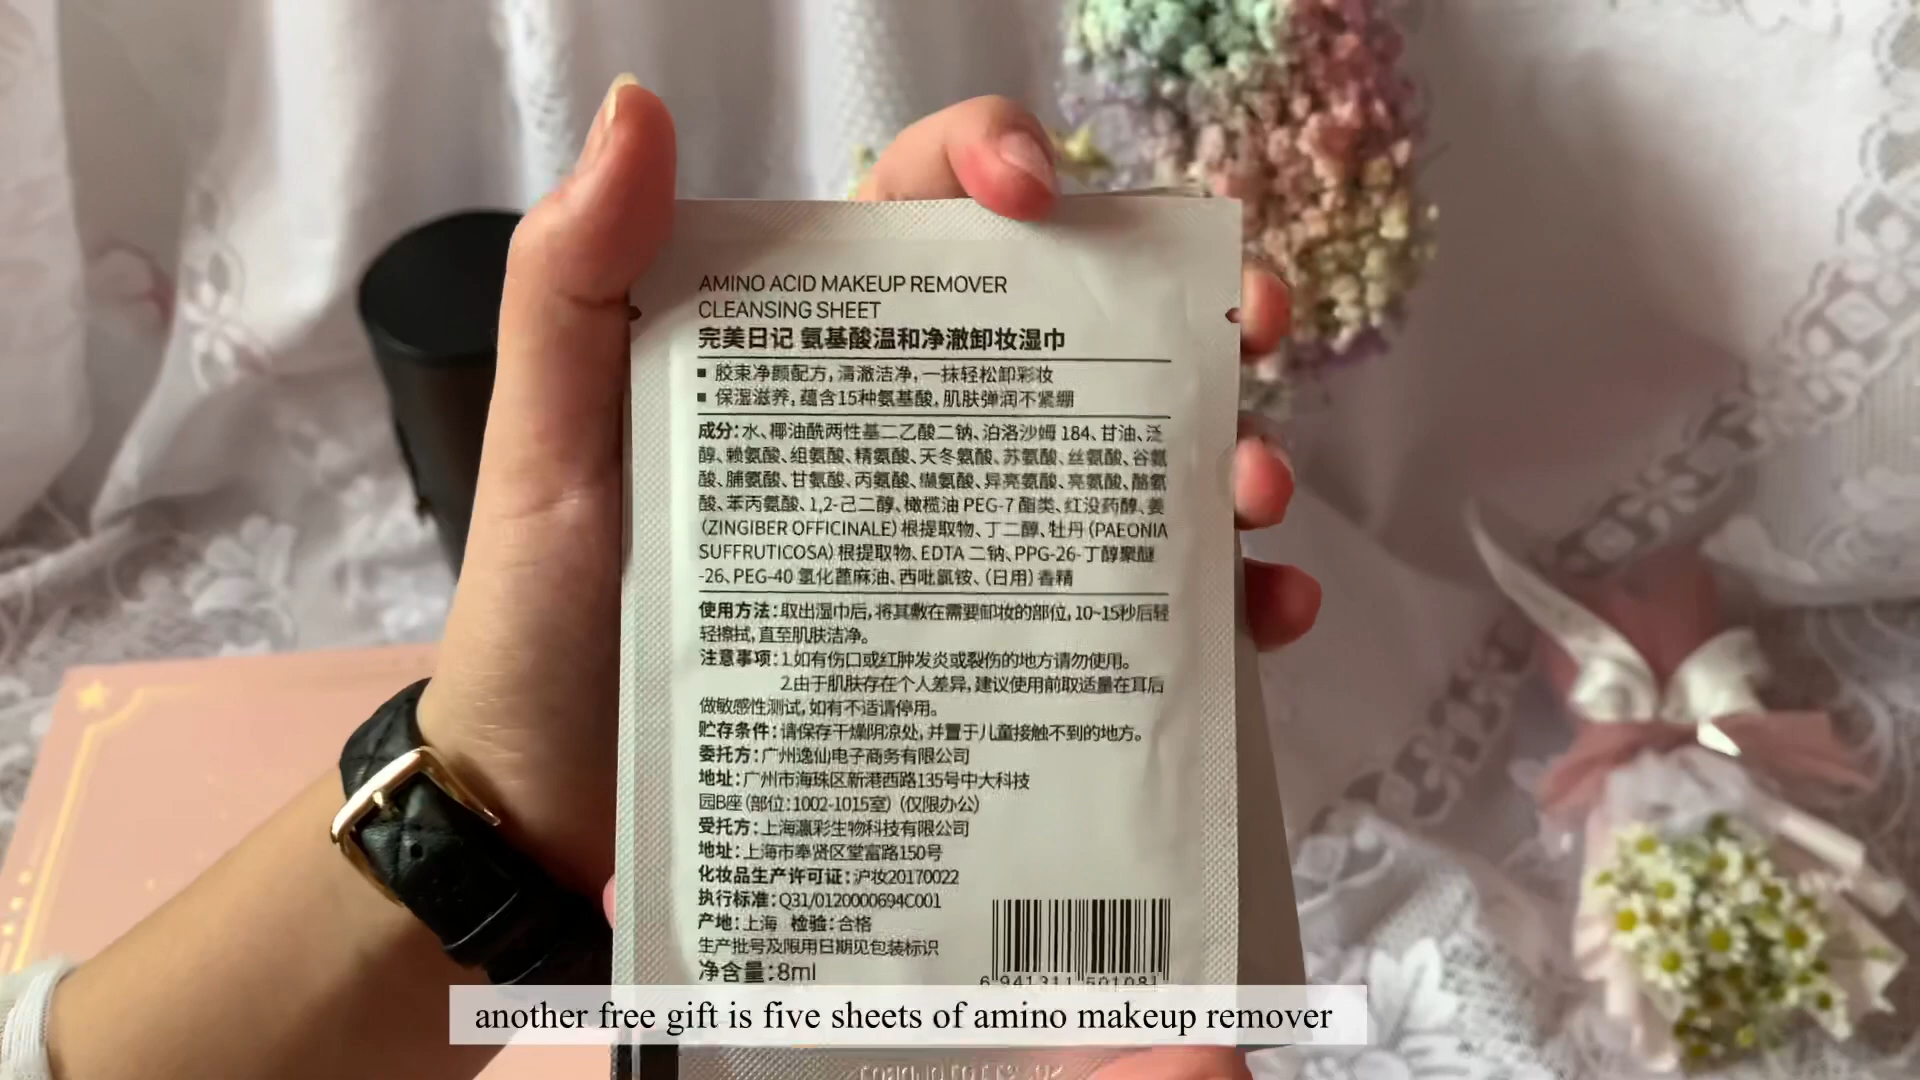 AMINO ACID MAKEUP REMOVER
CLEANSING SHEET
完美日记 氨基酸温和净澈卸妆湿巾
▪ 胶束净颜配方,清澈洁净,一抹轻松卸彩妆
▪ 保湿滋养,蕴含15种氨基酸,肌肤弹润不紧绷
成分:水、椰油酰两性基二乙酸二钠、泊洛沙姆 184、甘油、泛
醇、赖氨酸、组氨酸、精氨酸、天冬氨酸、苏氨酸、丝氨酸、谷氨
酸、脯氨酸、甘氨酸、丙氨酸、缬氨酸、异亮氨酸、亮氨酸、酪氨
酸、苯丙氨酸、1,2-己二醇、橄榄油 PEG-7 酯类、红没药醇、姜
(ZINGIBER OFFICINALE) 根提取物、丁二醇、牡丹 (PAEONIA
SUFFRUTICOSA) 根提取物、EDTA 二钠、PPG-26-丁醇聚醚
-26、PEG-40 氢化蓖麻油、西吡氯铵、(日用) 香精
使用方法:取出湿巾后,将其敷在需要卸妆的部位,10~15秒后轻
轻擦拭,直至肌肤洁净。
注意事项:1.如有伤口或红肿发炎或裂伤的地方请勿使用。
2.由于肌肤存在个人差异,建议使用前取适量在耳后
做敏感性测试,如有不适请停用。
贮存条件:请保存干燥阴凉处,并置于儿童接触不到的地方。
委托方:广州逸仙电子商务有限公司
地址:广州市海珠区新港西路135号中大科技
园B座 (部位:1002-1015室) (仅限办公)
受托方:上海瀛彩生物科技有限公司
地址:上海市奉贤区堂富路150号
化妆品生产许可证:沪妆20170022
执行标准:Q31/0120000694C001
产地:上海 检验:合格
生产批号及限用日期见包装标识
净含量:8ml
6 941311 501081
another free gift is five sheets of amino makeup remover